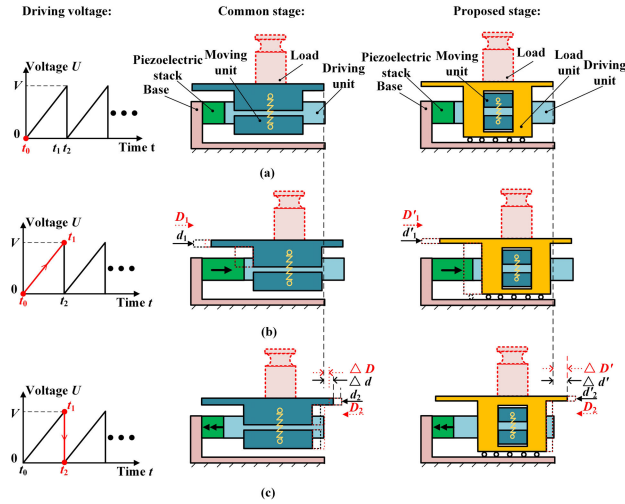 Driving voltage:
Common stage:
Proposed stage:
Voltage U
V
0
t0
t1
t2
Time t
Piezoelectric
stack
Base
Moving
unit
Load
Driving
unit
Piezoelectric
stack
Base
Moving
unit
Load
Load
unit
Driving
unit
(a)
Voltage U
V
t1
0
t0
t2
Time t
D1
d1
D'1
d'1
(b)
Voltage U
V
t1
0
t0
t2
Time t
△ D
△ d
d2
D2
△ D'
△ d'
d'2
D'2
(c)